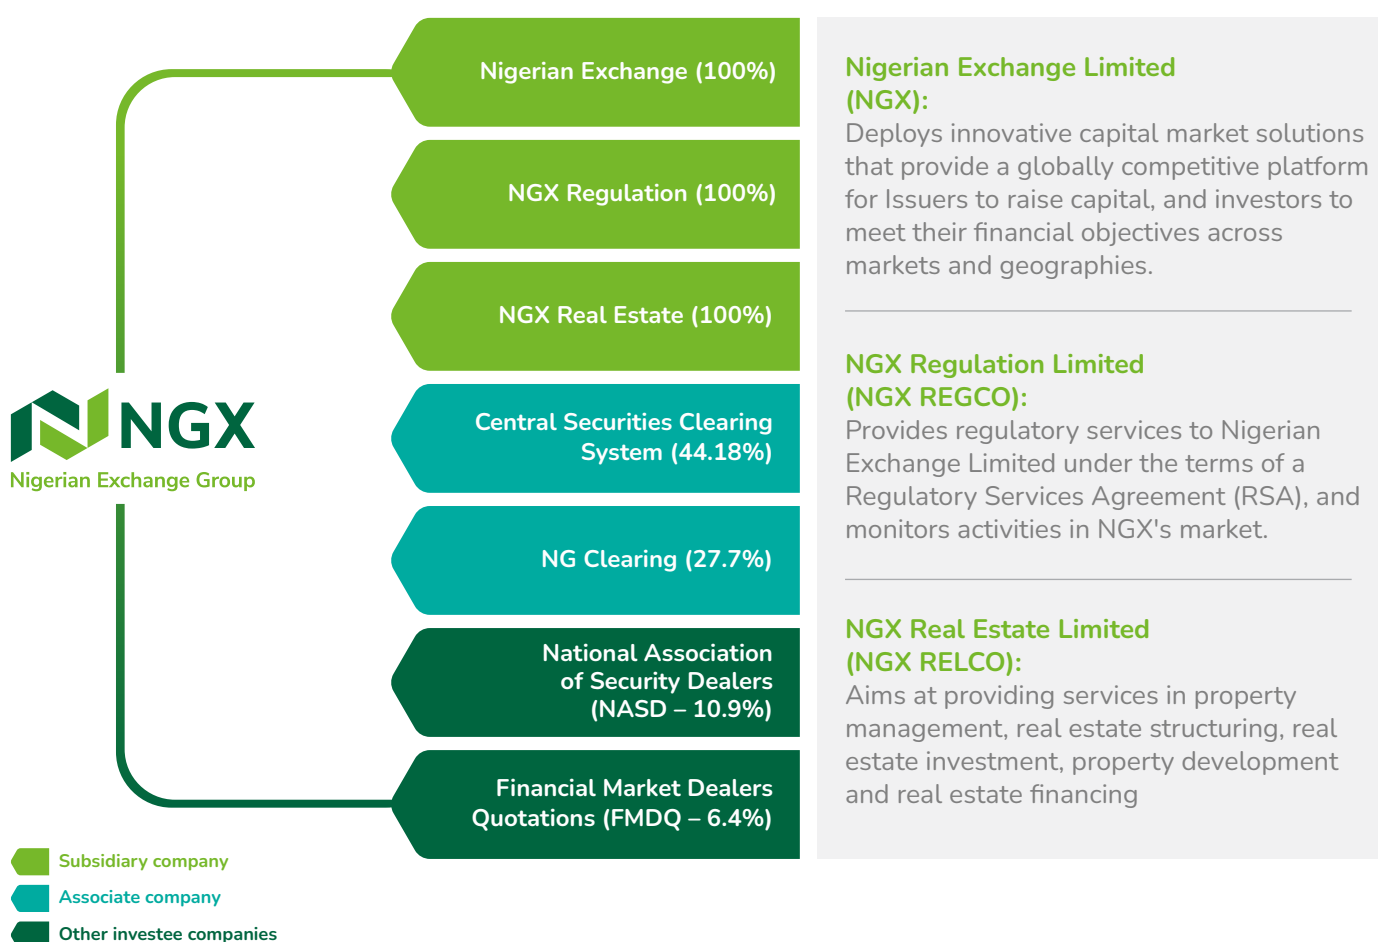 Nigerian Exchange (100%)
NGX Regulation (100%)
NGX Real Estate (100%)
Central Securities Clearing
System (44.18%)
NG Clearing (27.7%)
National Association
of Security Dealers
(NASD – 10.9%)
Financial Market Dealers
Quotations (FMDQ – 6.4%)
NGX
Nigerian Exchange Group
Subsidiary company
Associate company
Other investee companies
Nigerian Exchange Limited
(NGX):
Deploys innovative capital market solutions
that provide a globally competitive platform
for Issuers to raise capital, and investors to
meet their financial objectives across
markets and geographies.
NGX Regulation Limited
(NGX REGCO):
Provides regulatory services to Nigerian
Exchange Limited under the terms of a
Regulatory Services Agreement (RSA), and
monitors activities in NGX's market.
NGX Real Estate Limited
(NGX RELCO):
Aims at providing services in property
management, real estate structuring, real
estate investment, property development
and real estate financing